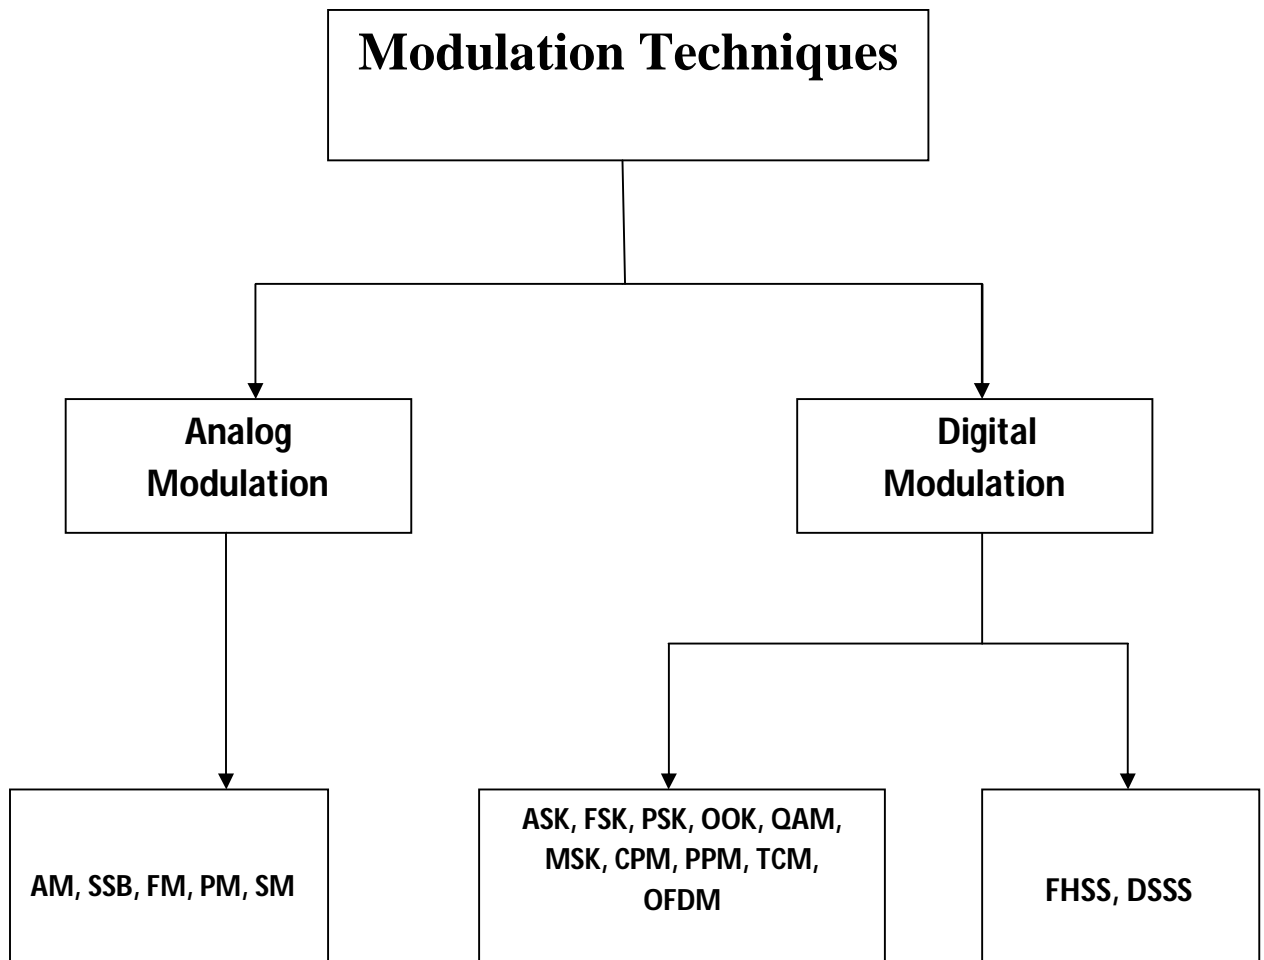 Modulation Techniques
Analog
Modulation
Digital
Modulation
AM, SSB, FM, PM, SM
ASK, FSK, PSK, OOK, QAM,
MSK, CPM, PPM, TCM,
OFDM
FHSS, DSSS